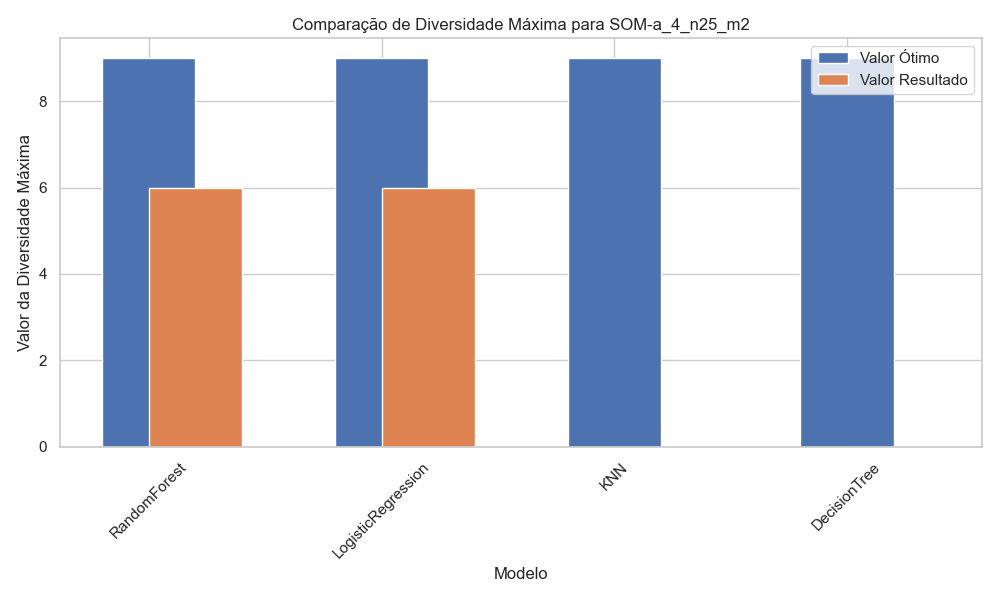 Comparação de Diversidade Máxima para SOM-a_4_n25_m2
Valor Ótimo
Valor Resultado
Valor da Diversidade Máxima
8
6
4
2
0
RandomForest
LogisticRegression
KNN
DecisionTree
Modelo